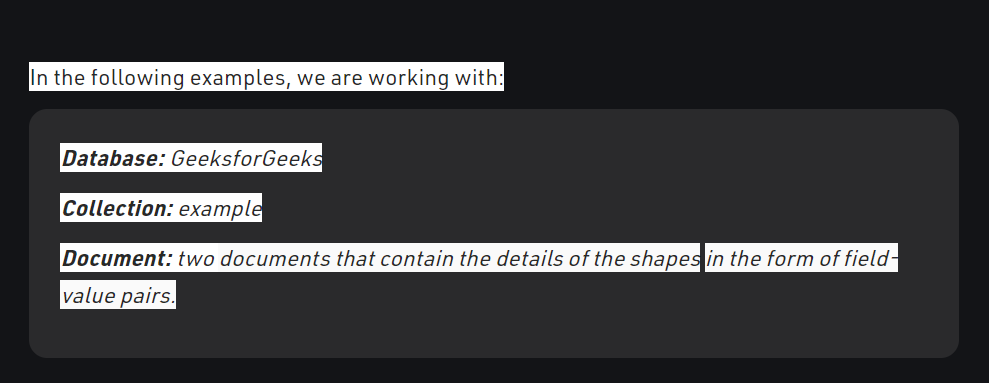 In the following examples, we are working with:
Database: GeeksforGeeks
Collection: example
Document: two documents that contain the details of the shapes in the form of field-
value pairs.